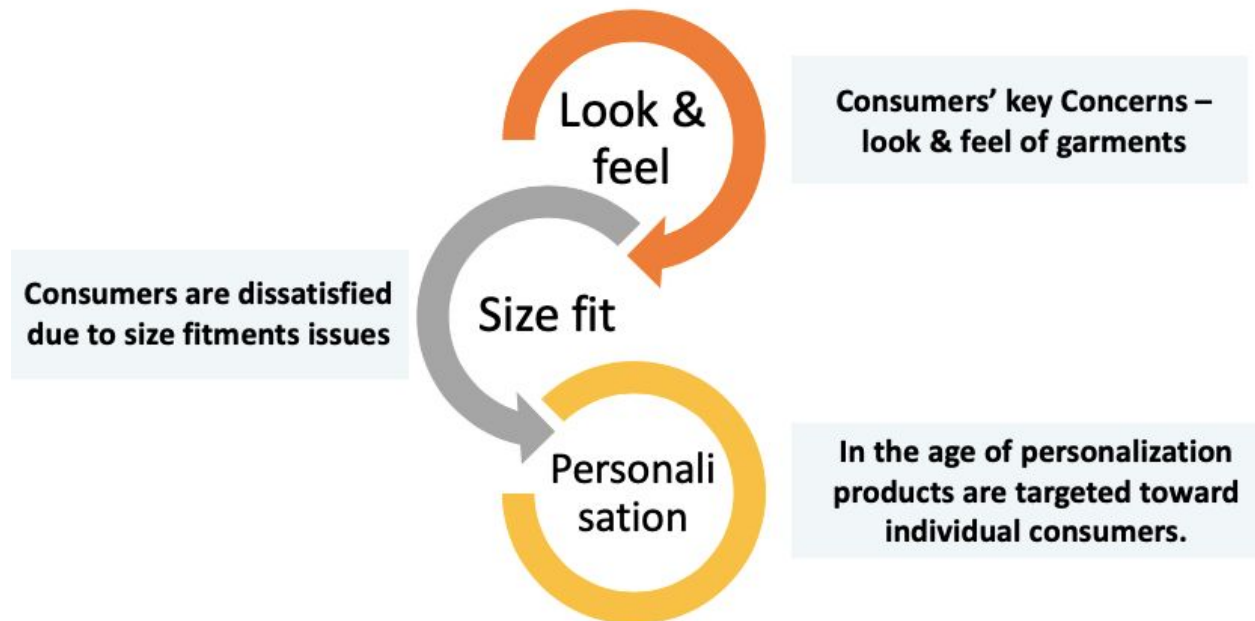 Look &
feel
Consumers’ key Concerns –
look & feel of garments
Consumers are dissatisfied
due to size fitments issues
Size fit
Personali
sation
In the age of personalization
products are targeted toward
individual consumers.